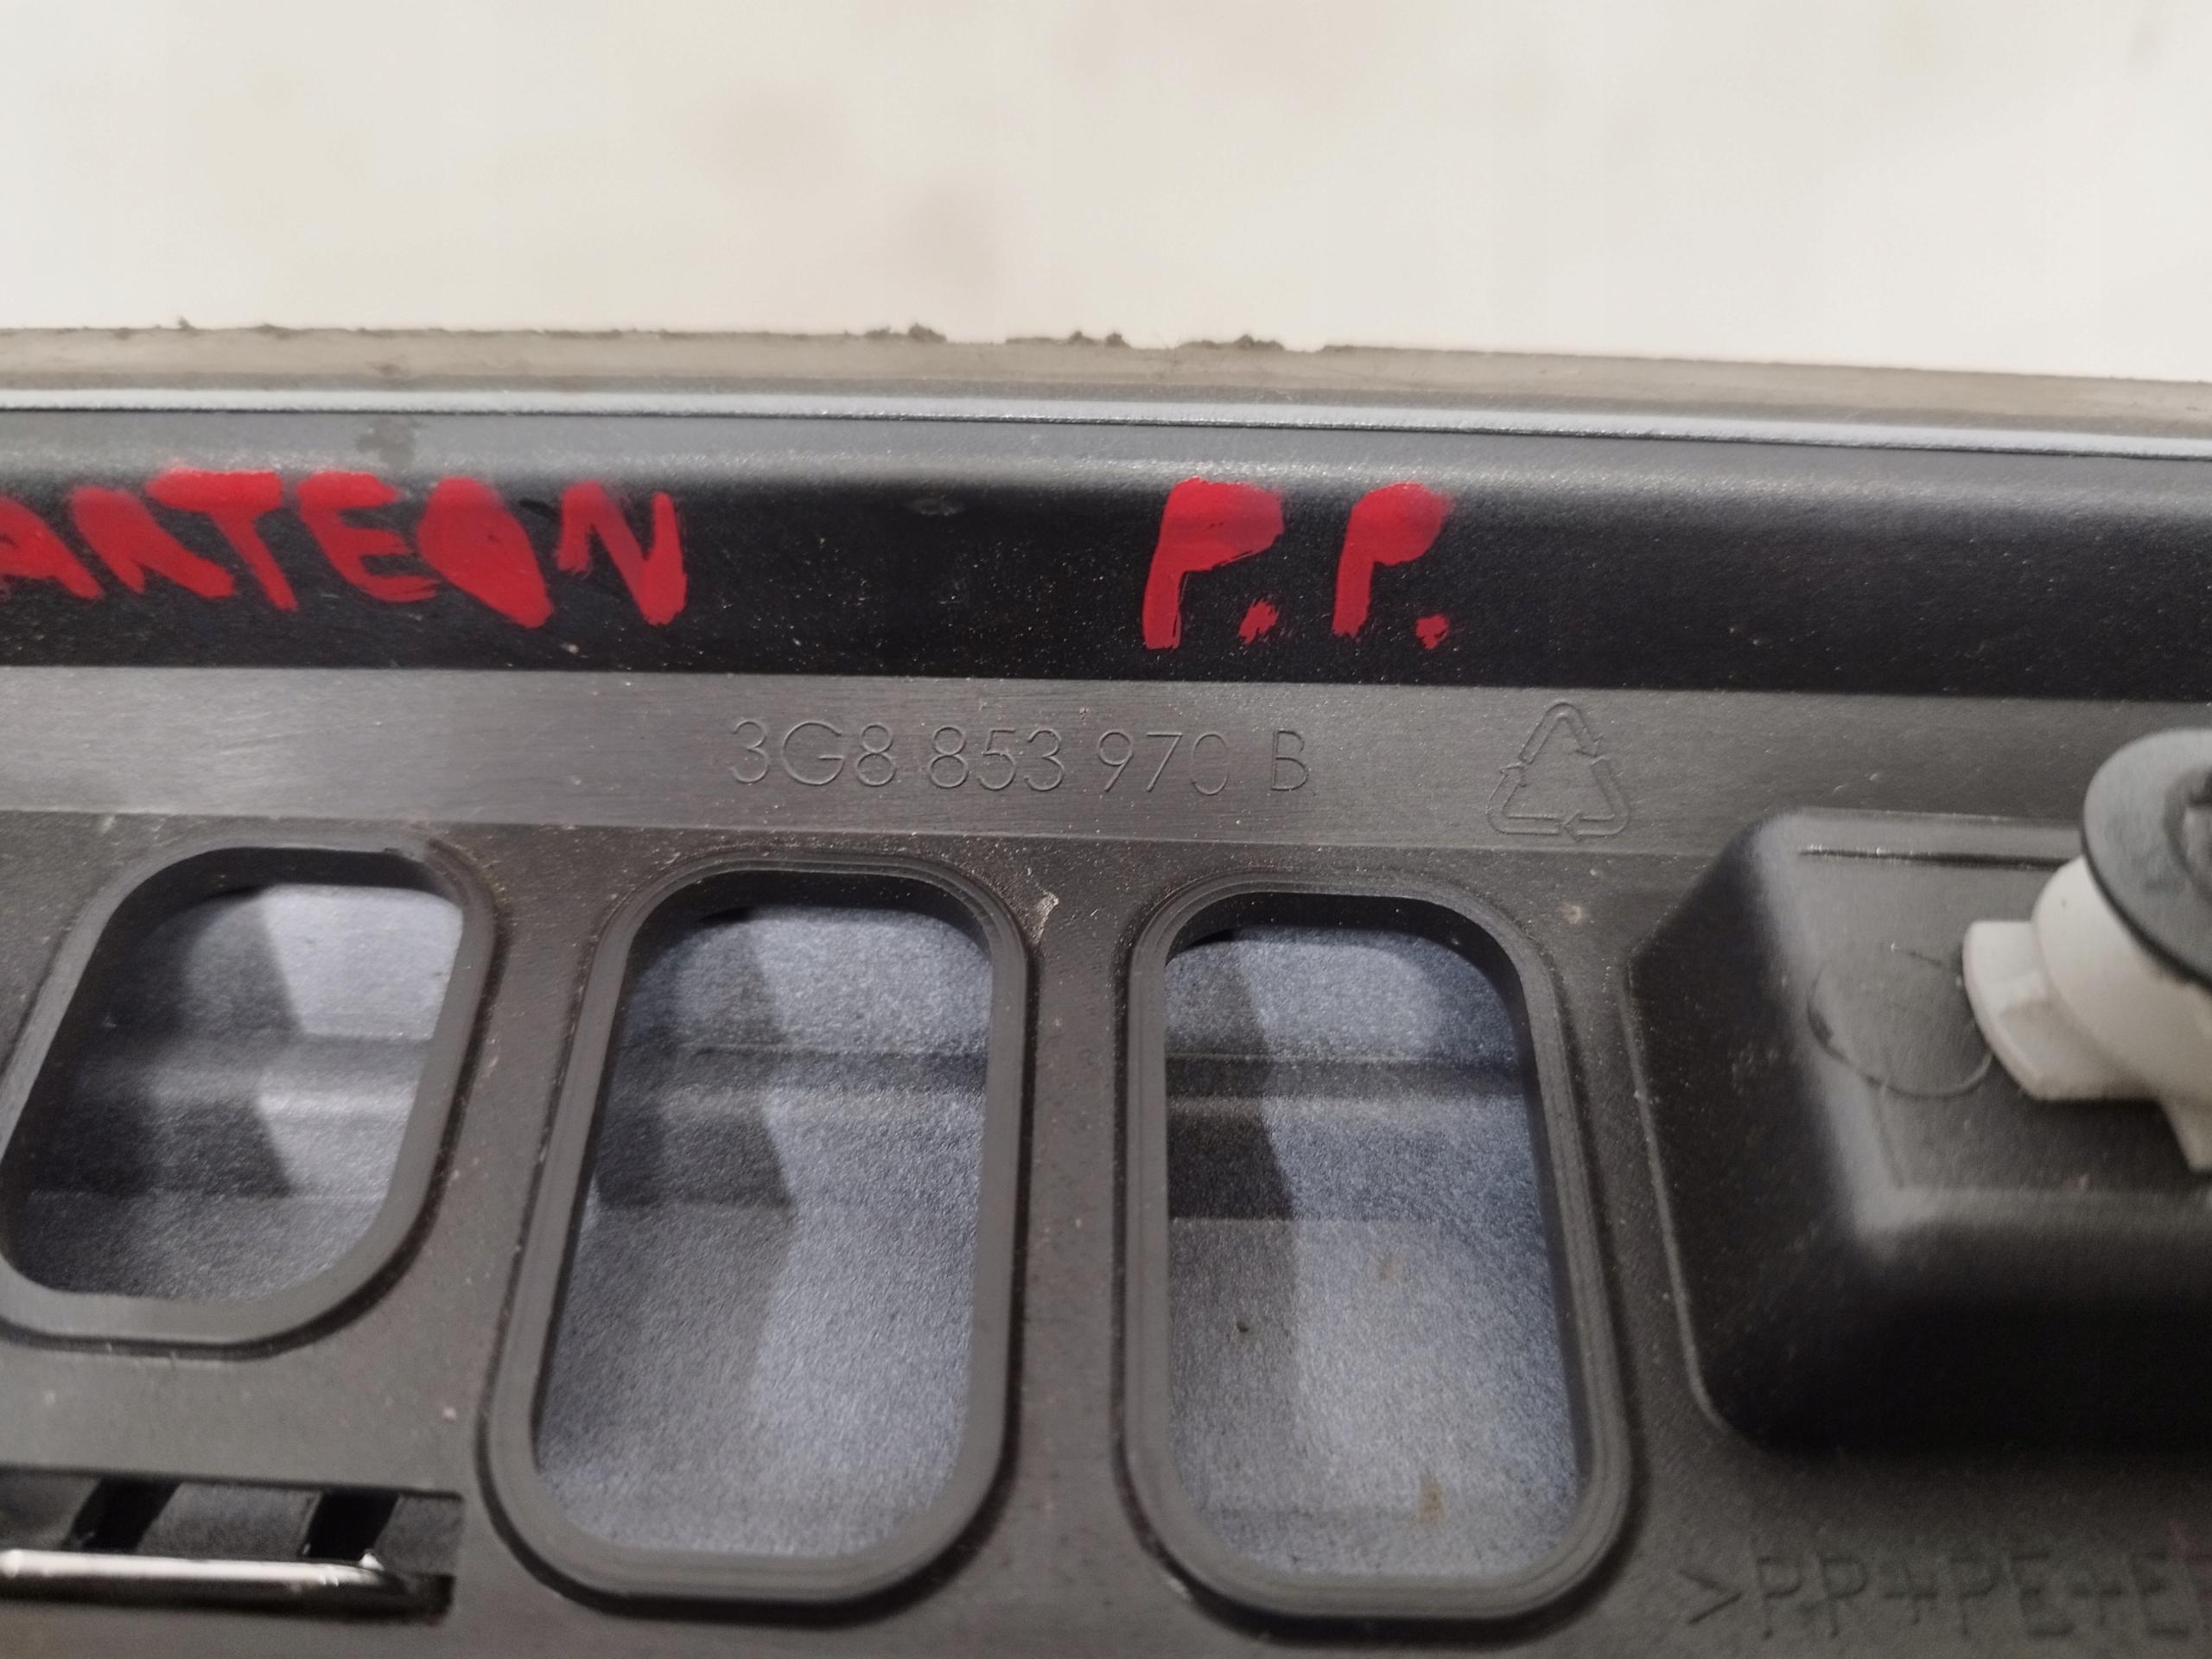 ARTEON P.P.
3G8 853 970 B
>PP+PE+E